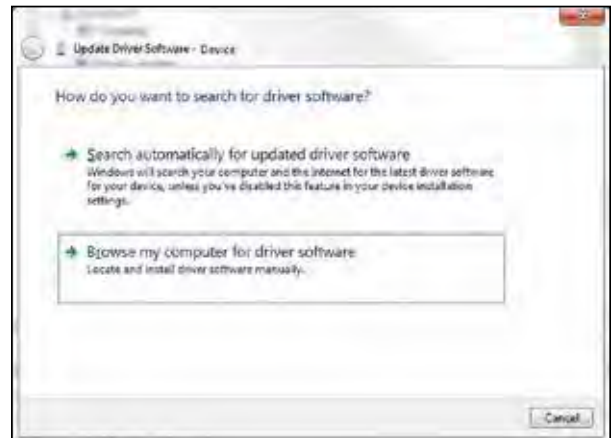 Update Driver Software - Device
How do you want to search for driver software?
Search automatically for updated driver software
Windows will search your computer and the Internet for the latest driver software
for your device, unless you've disabled this feature in your device installation
settings.
Browse my computer for driver software
Locate and install driver software manually.
Cancel